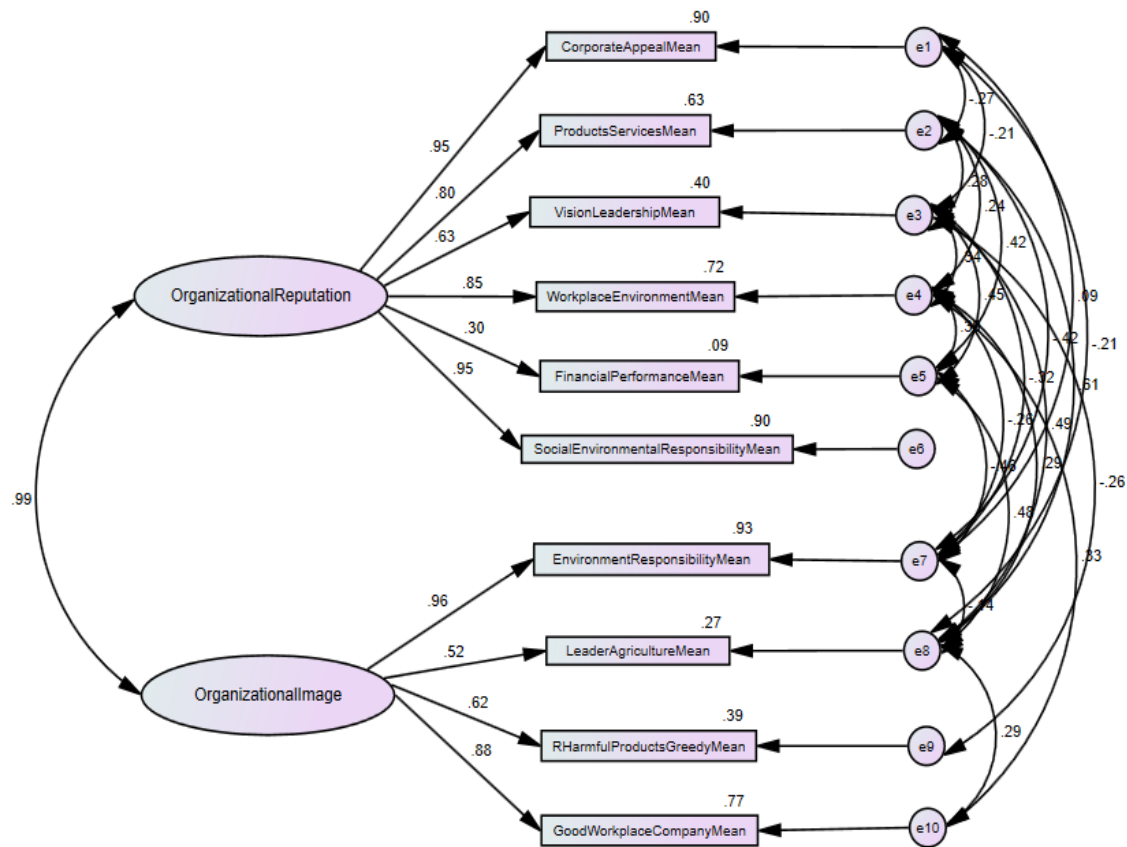 .90
CorporateAppealMean
e1
-.27
.63
ProductsServicesMean
e2
-.21
.95
.80
.40
.28
VisionLeadershipMean
e3
.24
.42
.63
OrganizationalReputation
.85
.72
WorkplaceEnvironmentMean
e4
.45
.09
.30
.09
-.42
-.21
FinancialPerformanceMean
e5
-.32
.61
.95
.90
-.26
.49
SocialEnvironmentalResponsibilityMean
e6
.29
-.26
.99
.48
.93
EnvironmentResponsibilityMean
e7
.33
.96
.27
.52
LeaderAgricultureMean
e8
OrganizationalImage
.62
.39
.29
RHarmfulProductsGreedyMean
e9
.88
.77
GoodWorkplaceCompanyMean
e10